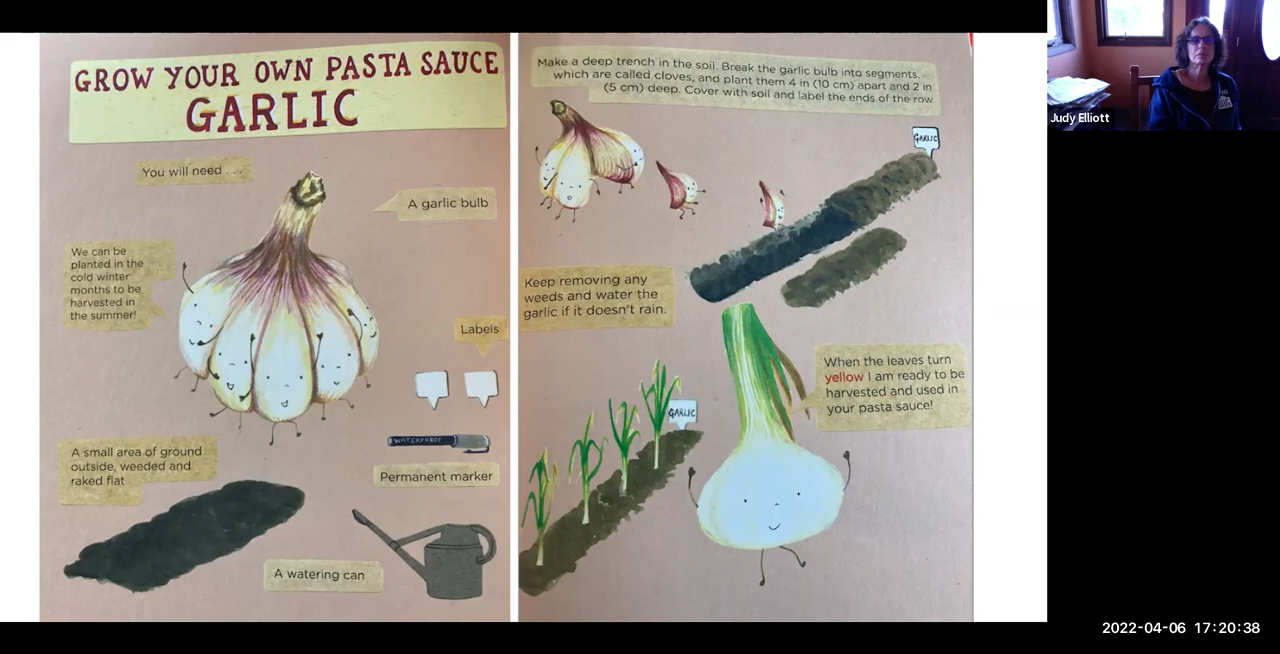 GROW YOUR OWN PASTA SAUCE
GARLIC
You will need . . .
A garlic bulb
We can be
planted in the
cold winter
months to be
harvested in
the summer!
Labels
WATERPROOF
Permanent marker
A small area of ground
outside, weeded and
raked flat
A watering can
Make a deep trench in the soil. Break the garlic bulb into segments,
which are called cloves, and plant them 4 in (10 cm) apart and 2 in
(5 cm) deep. Cover with soil and label the ends of the row
GARLIC
Keep removing any
weeds and water the
garlic if it doesn't rain.
When the leaves turn
yellow I am ready to be
harvested and used in
your pasta sauce!
GARLIC
Judy Elliott
2022-04-06 17:20:38